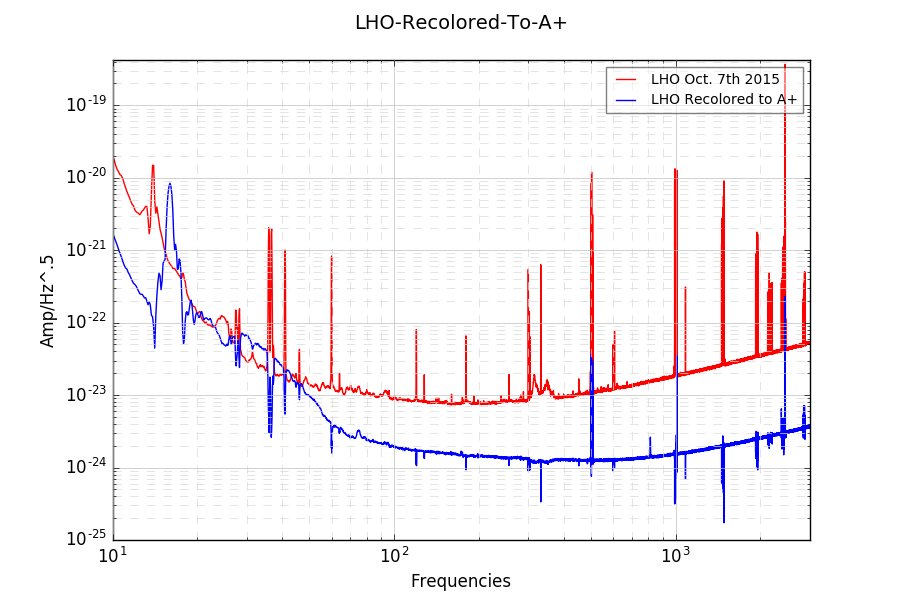 LHO-Recolored-To-A+
LHO Oct. 7th 2015
LHO Recolored to A+
Amp/Hz^.5
10^-19
10^-20
10^-21
10^-22
10^-23
10^-24
10^-25
10^1 10^2 10^3
Frequencies